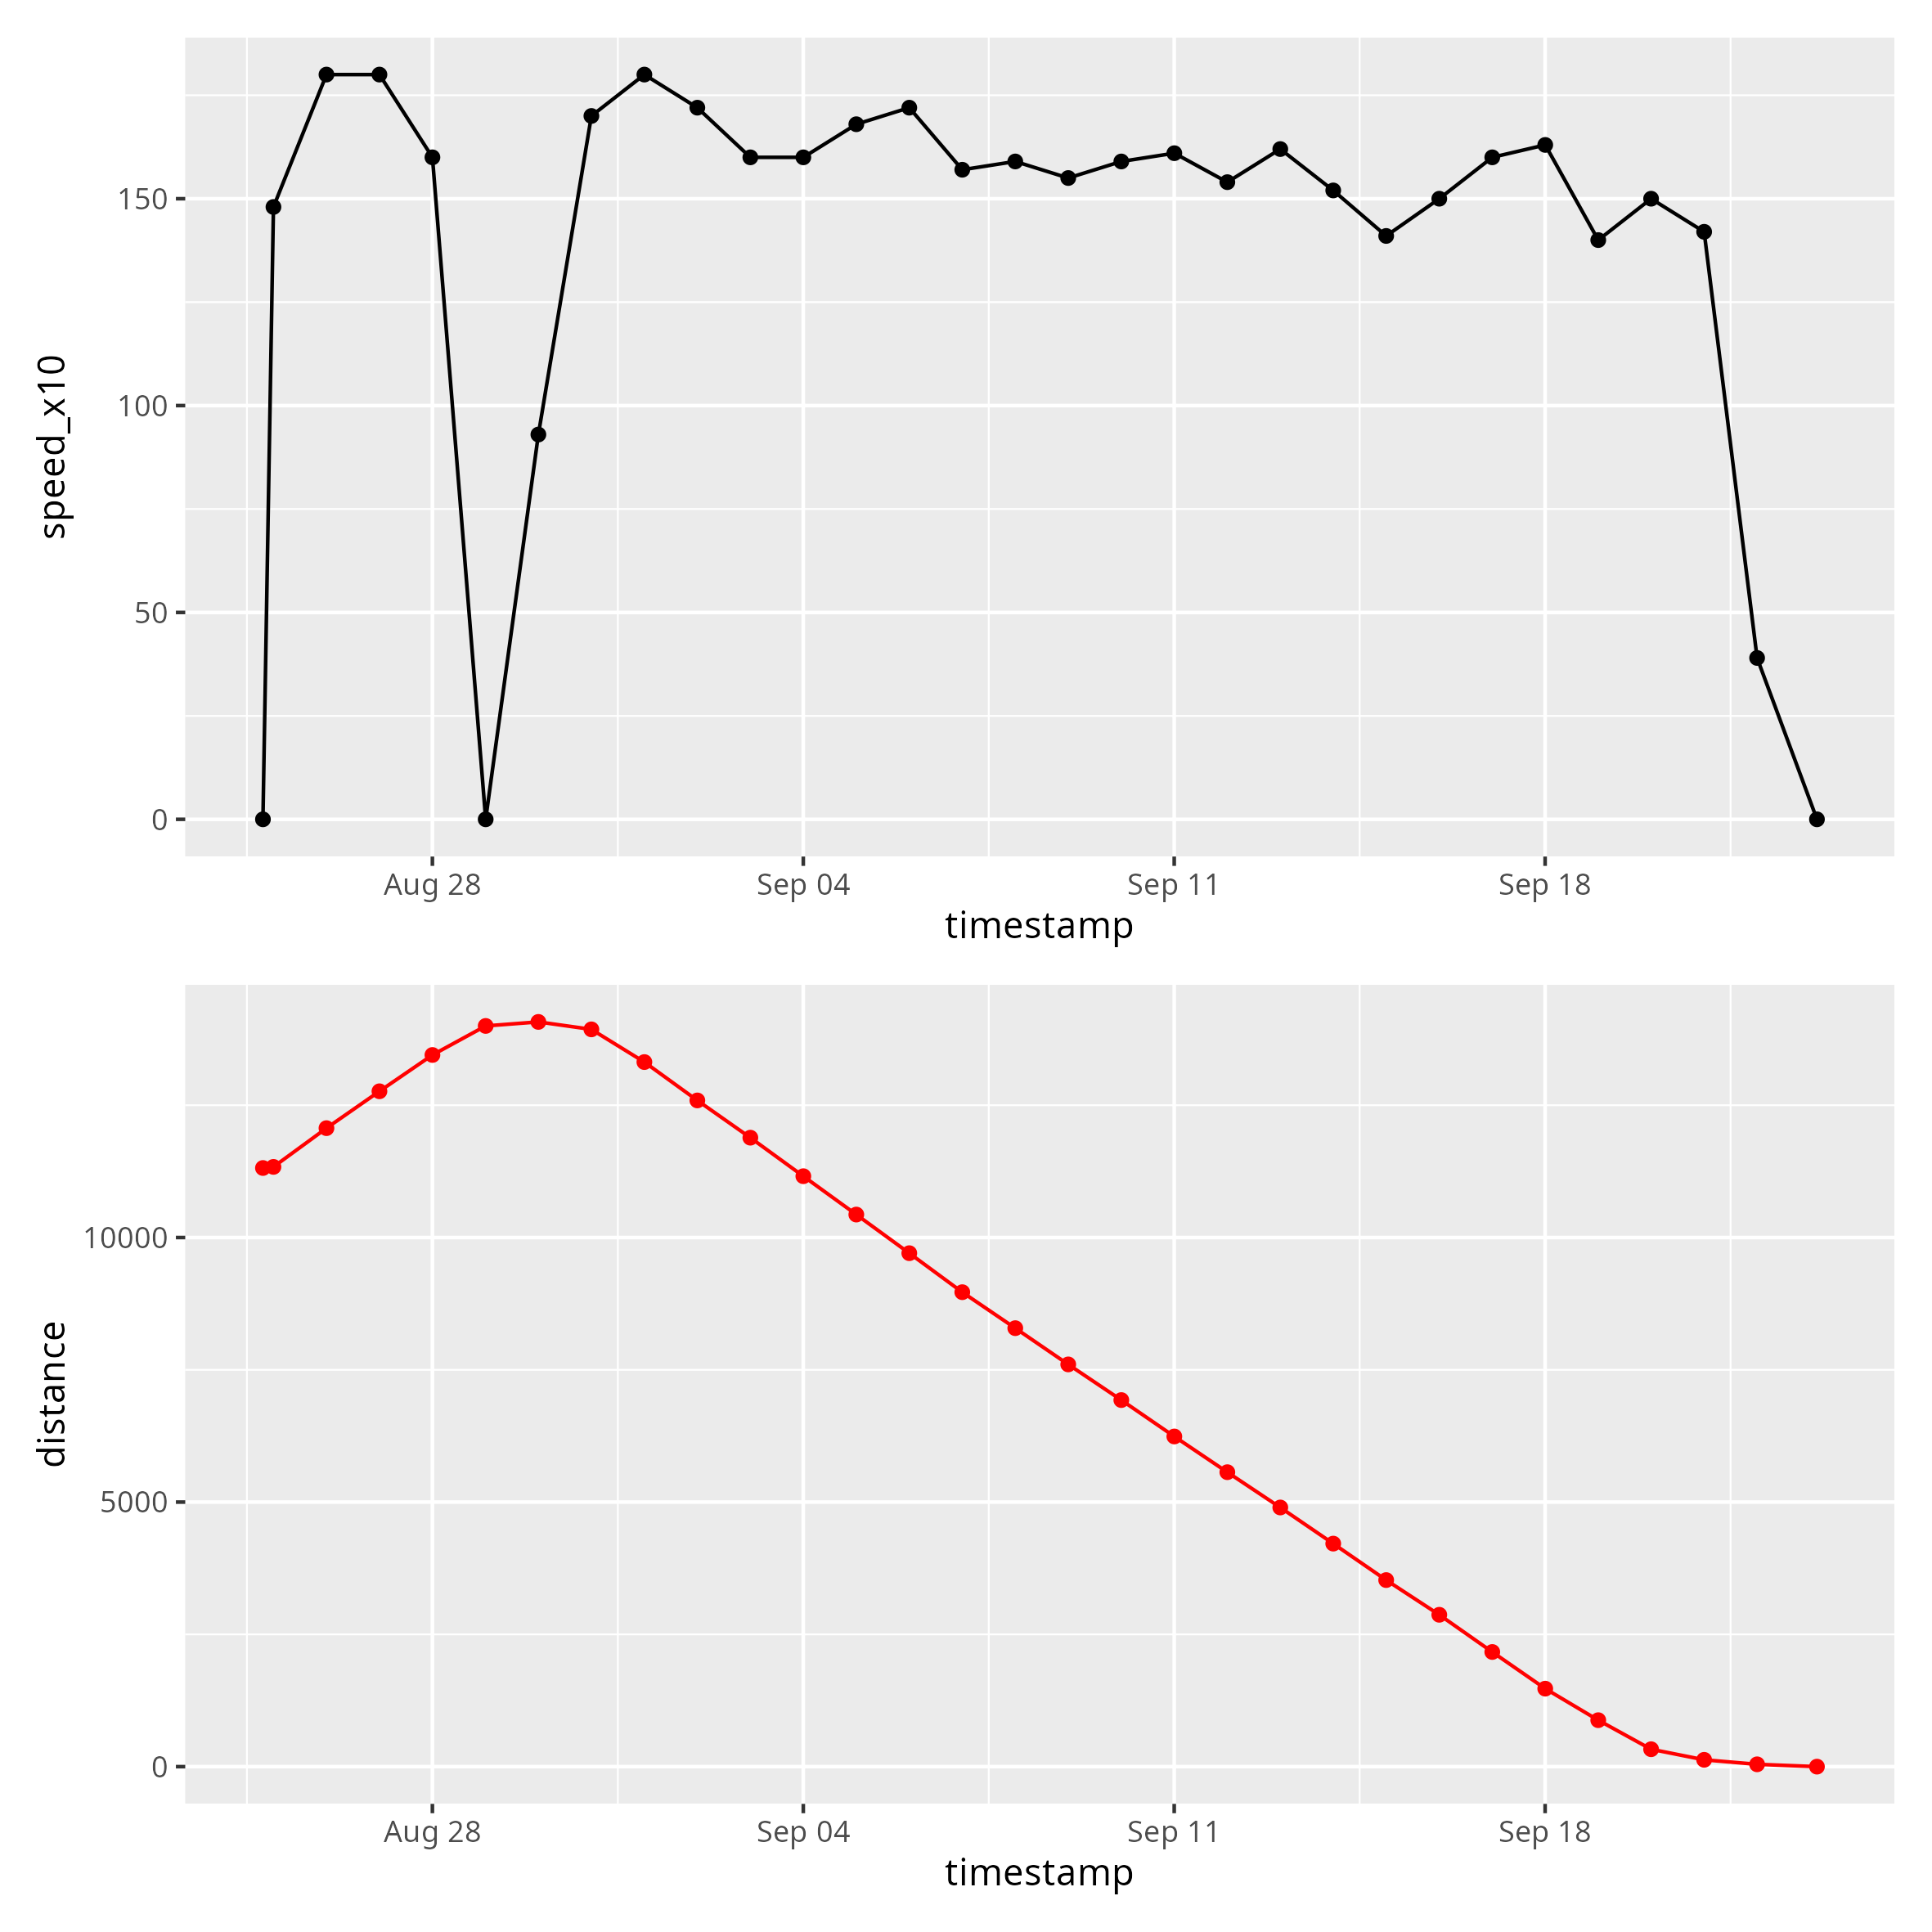 speed_x10
150
100
50
0
Aug 28 Sep 04 Sep 11 Sep 18
timestamp
distance
10000
5000
0
Aug 28 Sep 04 Sep 11 Sep 18
timestamp